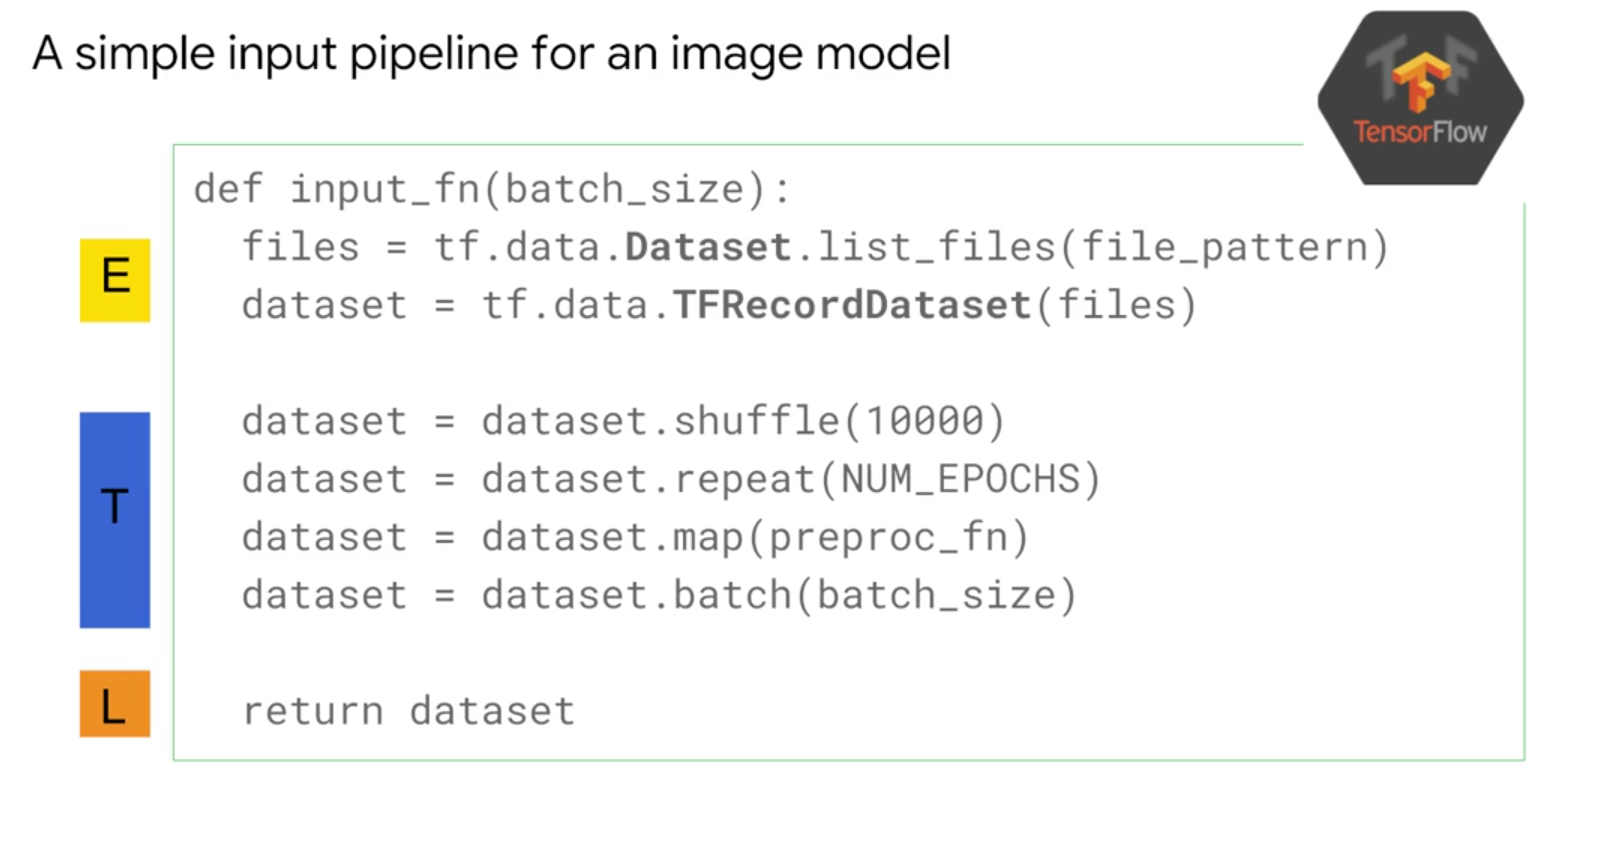 A simple input pipeline for an image model
TensorFlow
def input_fn(batch_size):
E
files = tf.data.Dataset.list_files(file_pattern)
dataset = tf.data.TFRecordDataset(files)
T
dataset = dataset.shuffle(10000)
dataset = dataset.repeat(NUM_EPOCHS)
dataset = dataset.map(preproc_fn)
dataset = dataset.batch(batch_size)
L
return dataset